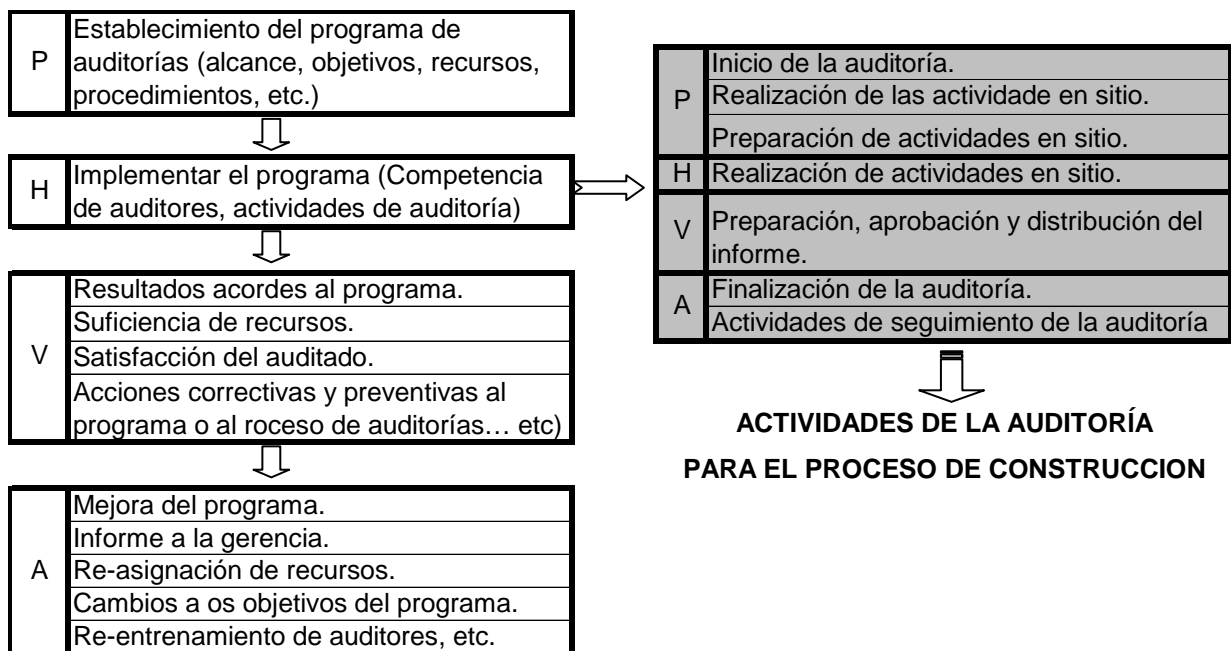 P
Establecimiento del programa de
auditorías (alcance, objetivos, recursos,
procedimientos, etc.)
H
Implementar el programa (Competencia
de auditores, actividades de auditoría)
V
Resultados acordes al programa.
Suficiencia de recursos.
Satisfacción del auditado.
Acciones correctivas y preventivas al
programa o al roceso de auditorías… etc)
A
Mejora del programa.
Informe a la gerencia.
Re-asignación de recursos.
Cambios a os objetivos del programa.
Re-entrenamiento de auditores, etc.
P
Inicio de la auditoría.
Realización de las actividade en sitio.
Preparación de actividades en sitio.
H
Realización de actividades en sitio.
V
Preparación, aprobación y distribución del
informe.
A
Finalización de la auditoría.
Actividades de seguimiento de la auditoría
ACTIVIDADES DE LA AUDITORÍA
PARA EL PROCESO DE CONSTRUCCION